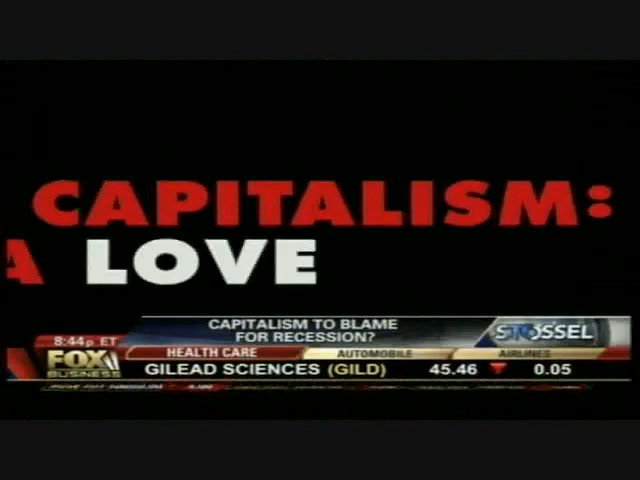 CAPITALISM:
A LOVE
CAPITALISM TO BLAME
FOR RECESSION?
STOSSEL
8:44p ET
HEALTH CARE
AUTOMOBILE
AIRLINES
FOX
BUSINESS
GILEAD SCIENCES (GILD) 45.46 ▼ 0.05